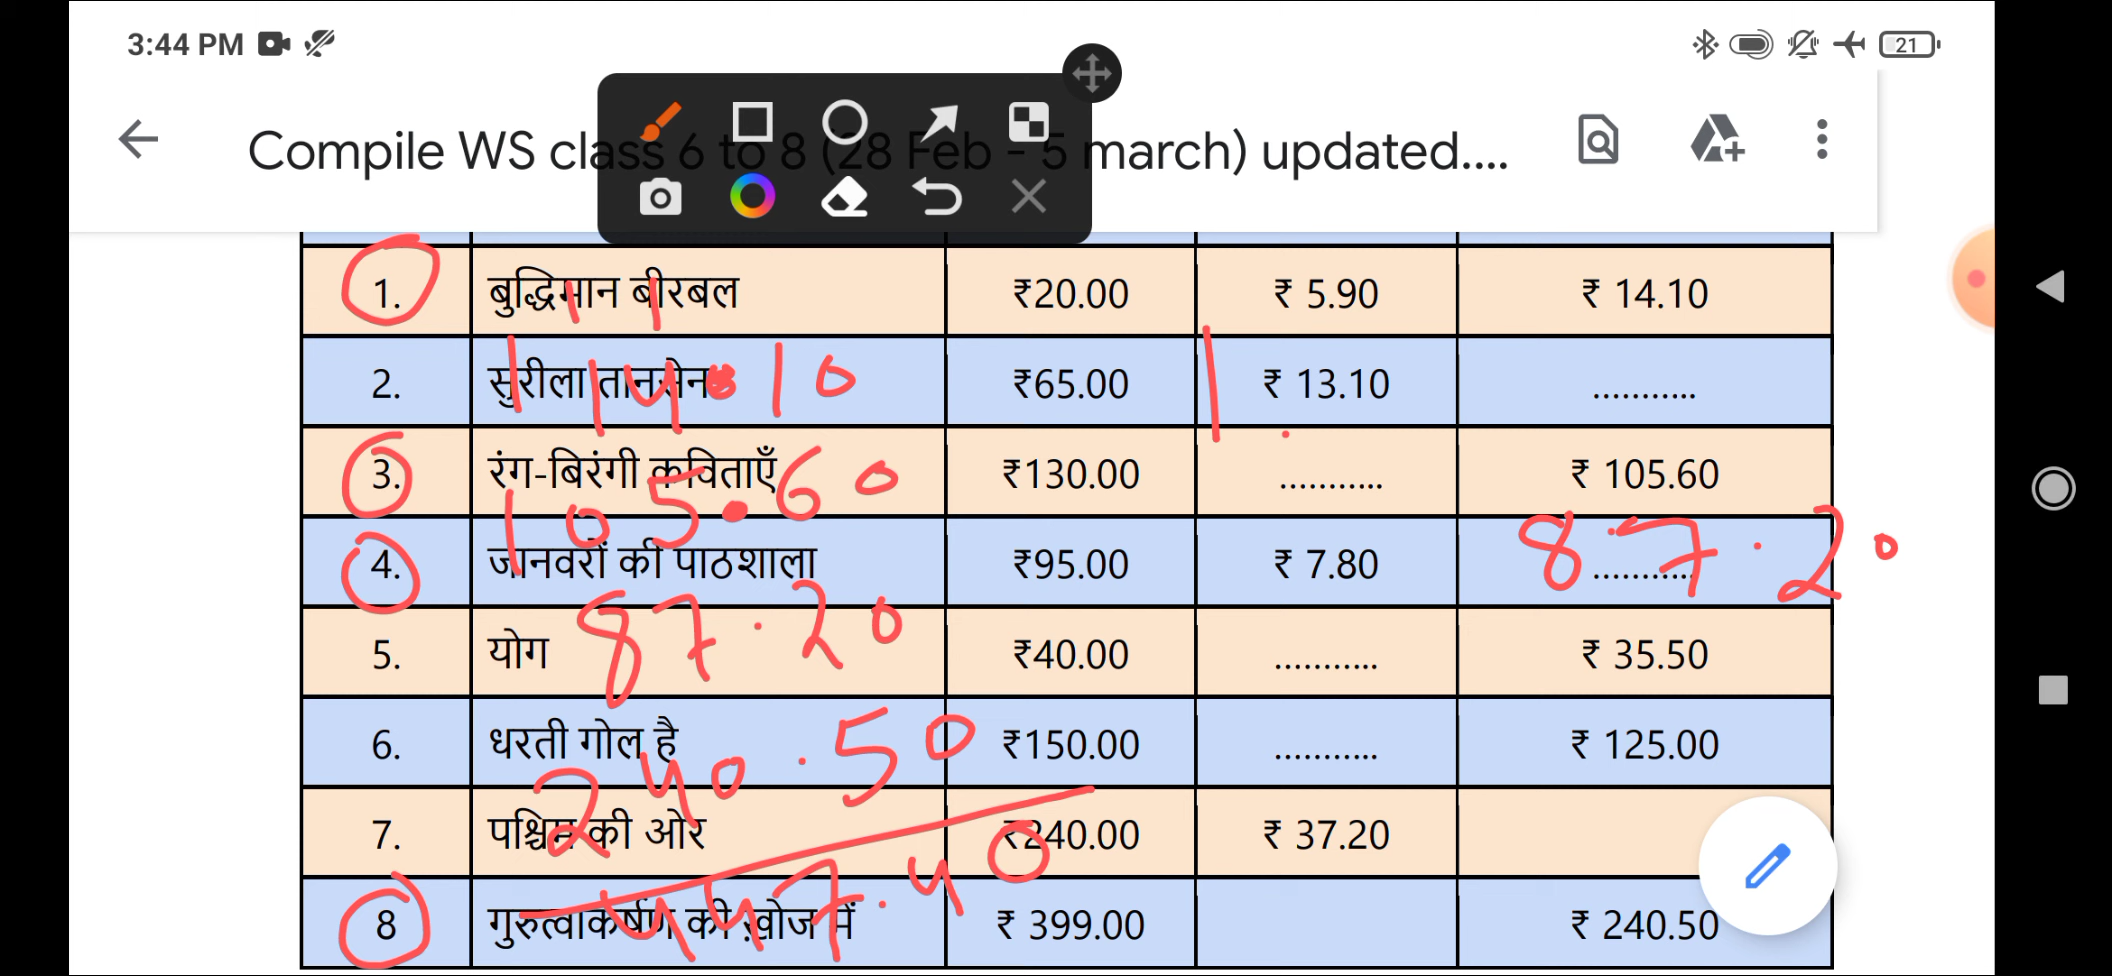 3:44 PM
21
Compile WS class 6 to 8 (28 Feb - 5 march) updated....
1. बुद्धिमान बीरबल ₹20.00 ₹ 5.90 ₹ 14.10
2. सुरीला तानसेन ₹65.00 ₹ 13.10 ...........
1 14.10
3. रंग-बिरंगी कविताएँ ₹130.00 ........... ₹ 105.60
105.60
4. जानवरों की पाठशाला ₹95.00 ₹ 7.80 ...........
87.20
87.20
5. योग ₹40.00 ........... ₹ 35.50
6. धरती गोल है ₹150.00 ........... ₹ 125.00
240.50
7. पश्चिम की ओर ₹240.00 ₹ 37.20
447.40
8 गुरुत्वाकर्षण की ख़ोज में ₹ 399.00 ₹ 240.50